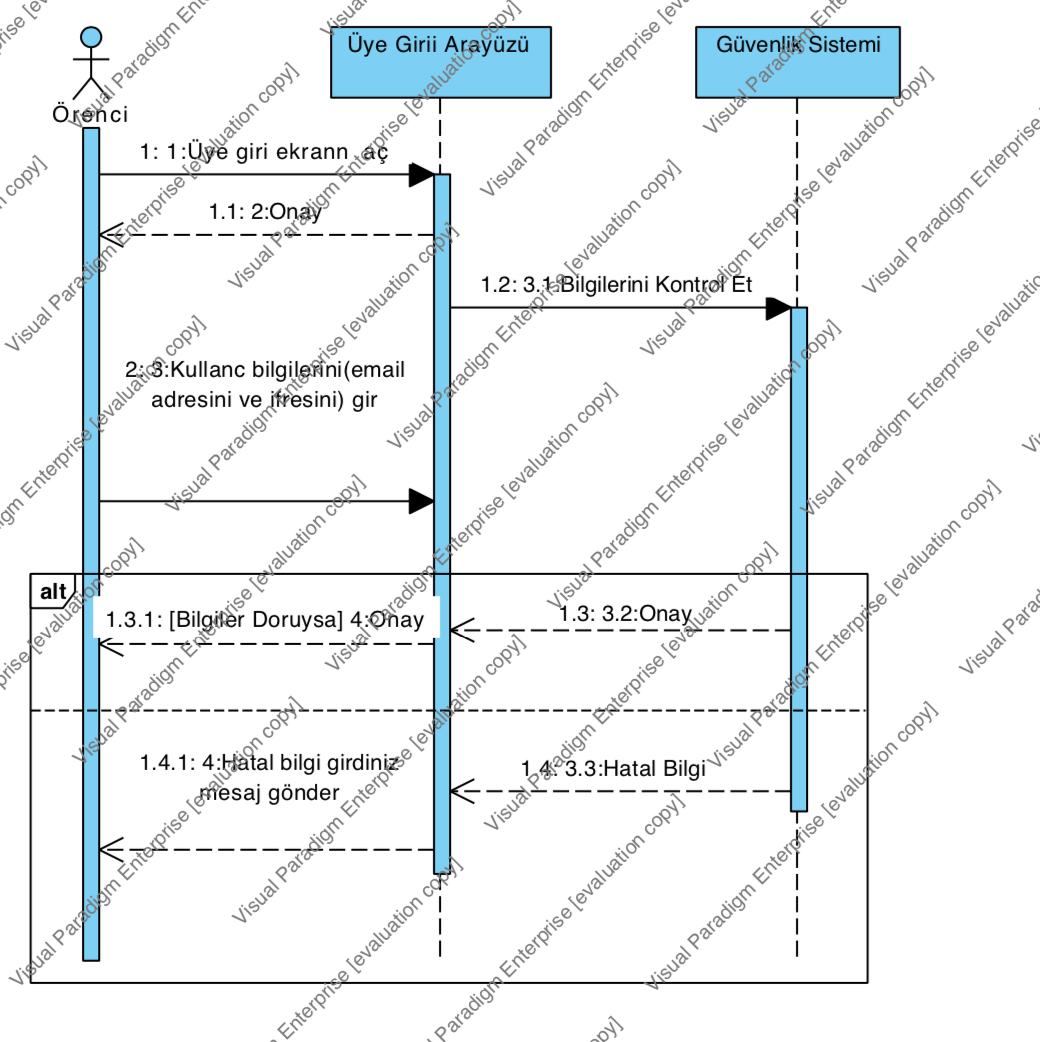 Örenci
Üye Girii Arayüzü
Güvenlik Sistemi
1: 1:Üye giri ekrann aç
1.1: 2:Onay
1.2: 3.1:Bilgilerini Kontrol Et
2: 3:Kullanc bilgilerini(email
adresini ve ifresini) gir
alt
1.3.1: [Bilgiler Doruysa] 4:Onay
1.3: 3.2:Onay
1.4.1: 4:Hatal bilgi girdiniz
mesaj gönder
1.4: 3.3:Hatal Bilgi
Visual Paradigm Enterprise [evaluation copy]